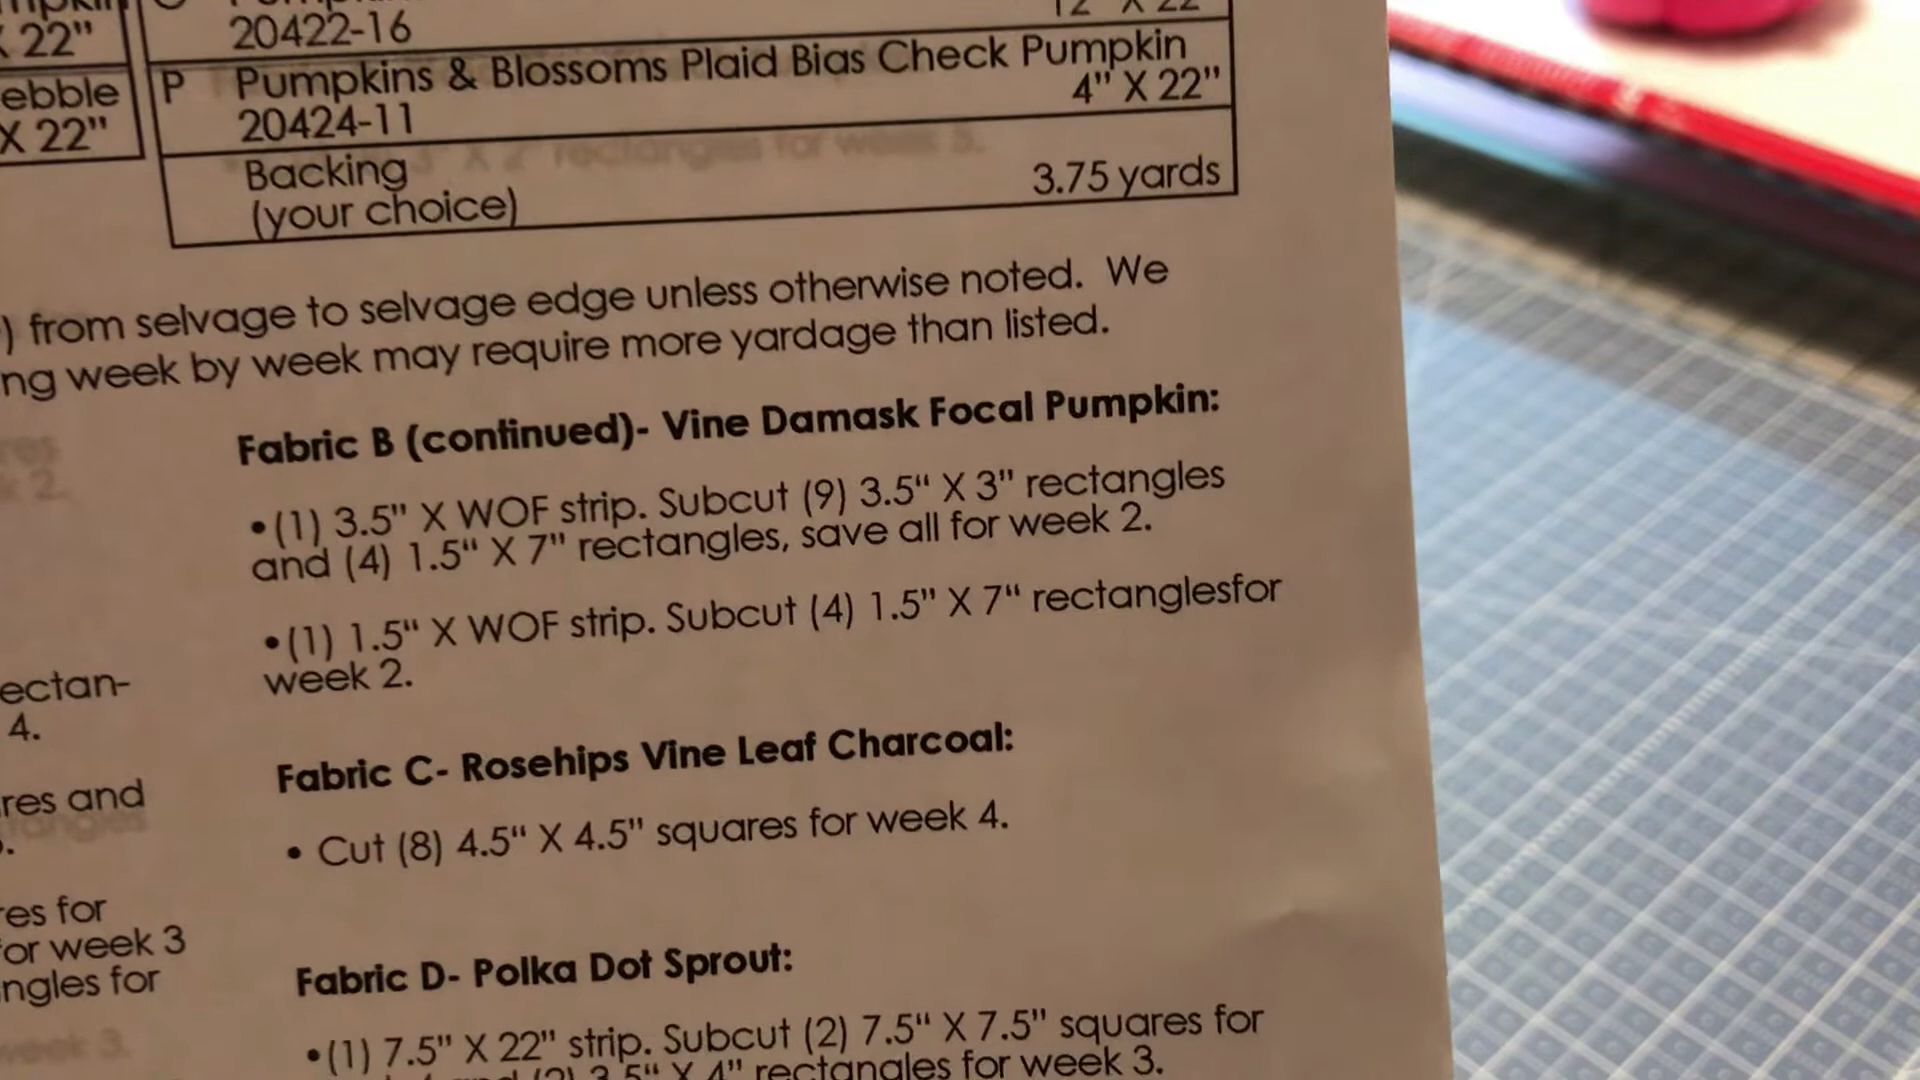 X 22"
ebble
X 22"
20422-16
12" X 22"
P Pumpkins & Blossoms Plaid Bias Check Pumpkin
20424-11 4" X 22"
Backing
(your choice) 3.75 yards
) from selvage to selvage edge unless otherwise noted. We
ng week by week may require more yardage than listed.
ectan-
4.
res and
es for
or week 3
ngles for
Fabric B (continued)- Vine Damask Focal Pumpkin:
•(1) 3.5" X WOF strip. Subcut (9) 3.5" X 3" rectangles
and (4) 1.5" X 7" rectangles, save all for week 2.
•(1) 1.5" X WOF strip. Subcut (4) 1.5" X 7" rectanglesfor
week 2.
Fabric C- Rosehips Vine Leaf Charcoal:
• Cut (8) 4.5" X 4.5" squares for week 4.
Fabric D- Polka Dot Sprout:
•(1) 7.5" X 22" strip. Subcut (2) 7.5" X 7.5" squares for
(2) 3.5" X 4" rectangles for week 3.